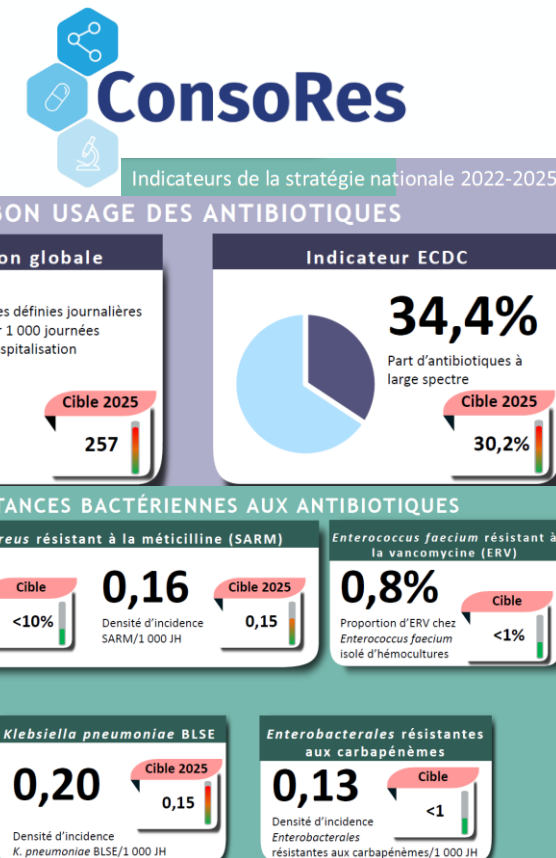 ConsoRes
Indicateurs de la stratégie nationale 2022-2025
BON USAGE DES ANTIBIOTIQUES
on globale
es définies journalières
r 1 000 journées
spitalisation
Cible 2025
257
Indicateur ECDC
34,4%
Part d'antibiotiques à
large spectre
Cible 2025
30,2%
TANCES BACTÉRIENNES AUX ANTIBIOTIQUES
reus résistant à la méticilline (SARM)
Cible
<10%
0,16
Densité d'incidence
SARM/1 000 JH
Cible 2025
0,15
Enterococcus faecium résistant à
la vancomycine (ERV)
0,8%
Proportion d'ERV chez
Enterococcus faecium
isolé d'hémocultures
Cible
<1%
Klebsiella pneumoniae BLSE
0,20
Densité d'incidence
K. pneumoniae BLSE/1 000 JH
Cible 2025
0,15
Enterobacterales résistantes
aux carbapénèmes
0,13
Densité d'incidence
Enterobacterales
résistantes aux carbapénèmes/1 000 JH
Cible
<1